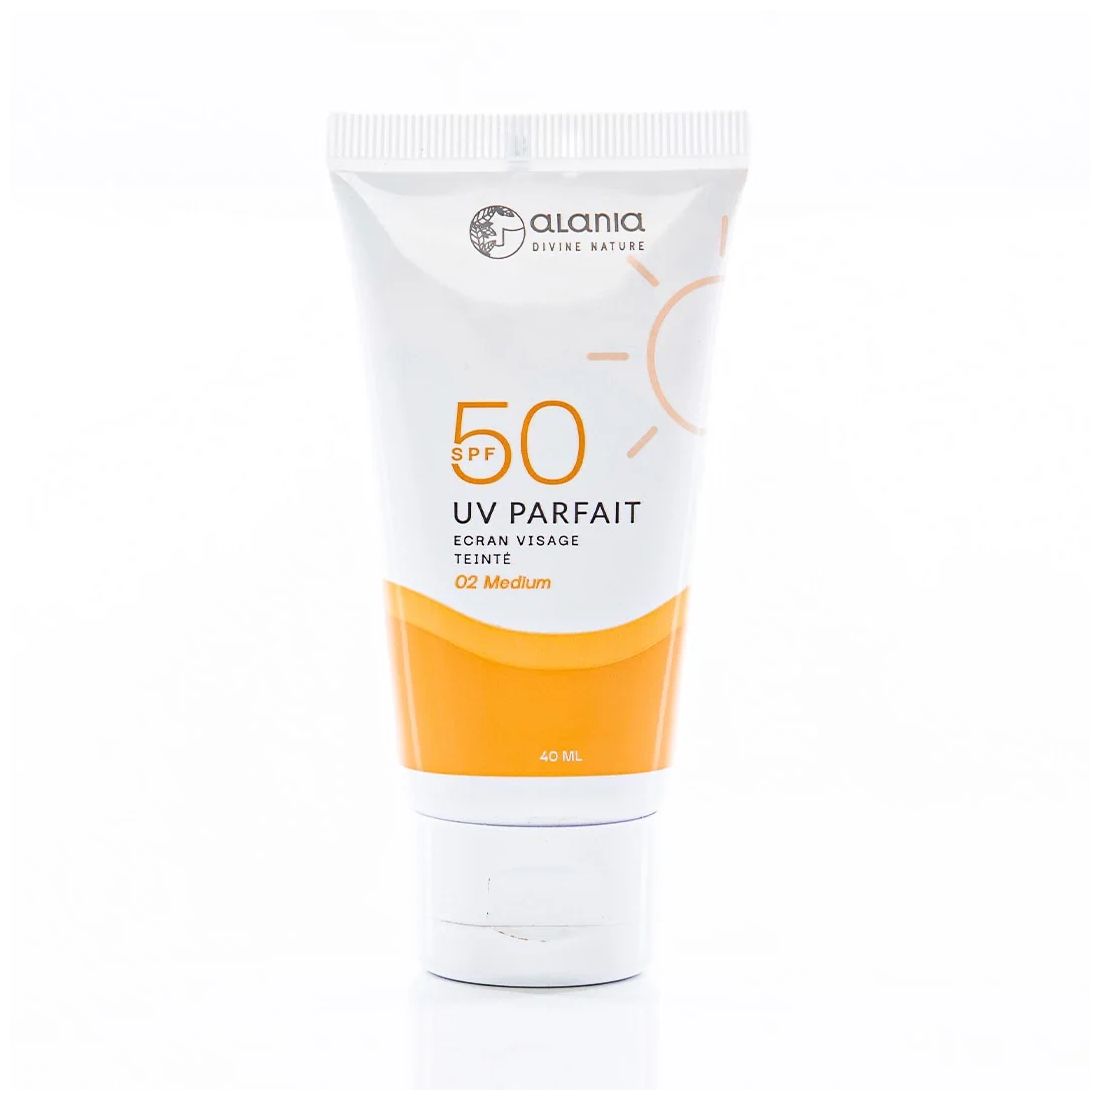 alania
DIVINE NATURE
50
SPF
UV PARFAIT
ECRAN VISAGE
TEINTÉ
02 Medium
40 ML